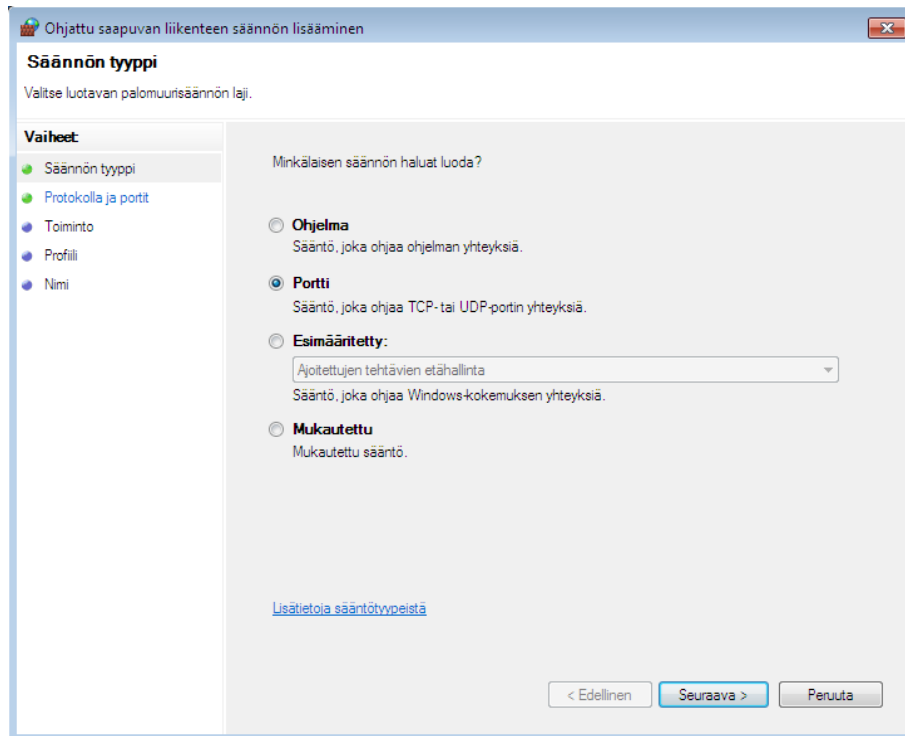 Ohjattu saapuvan liikenteen säännön lisääminen
Säännön tyyppi
Valitse luotavan palomuurisäännön laji.
Vaiheet:
Säännön tyyppi
Protokolla ja portit
Toiminto
Profiili
Nimi
Minkälaisen säännön haluat luoda?
Ohjelma
Sääntö, joka ohjaa ohjelman yhteyksiä.
Portti
Sääntö, joka ohjaa TCP- tai UDP-portin yhteyksiä.
Esimääritetty:
Ajoitettujen tehtävien etähallinta
Sääntö, joka ohjaa Windows-kokemuksen yhteyksiä.
Mukautettu
Mukautettu sääntö.
Lisätietoja sääntötyypeistä
< Edellinen
Seuraava >
Peruuta